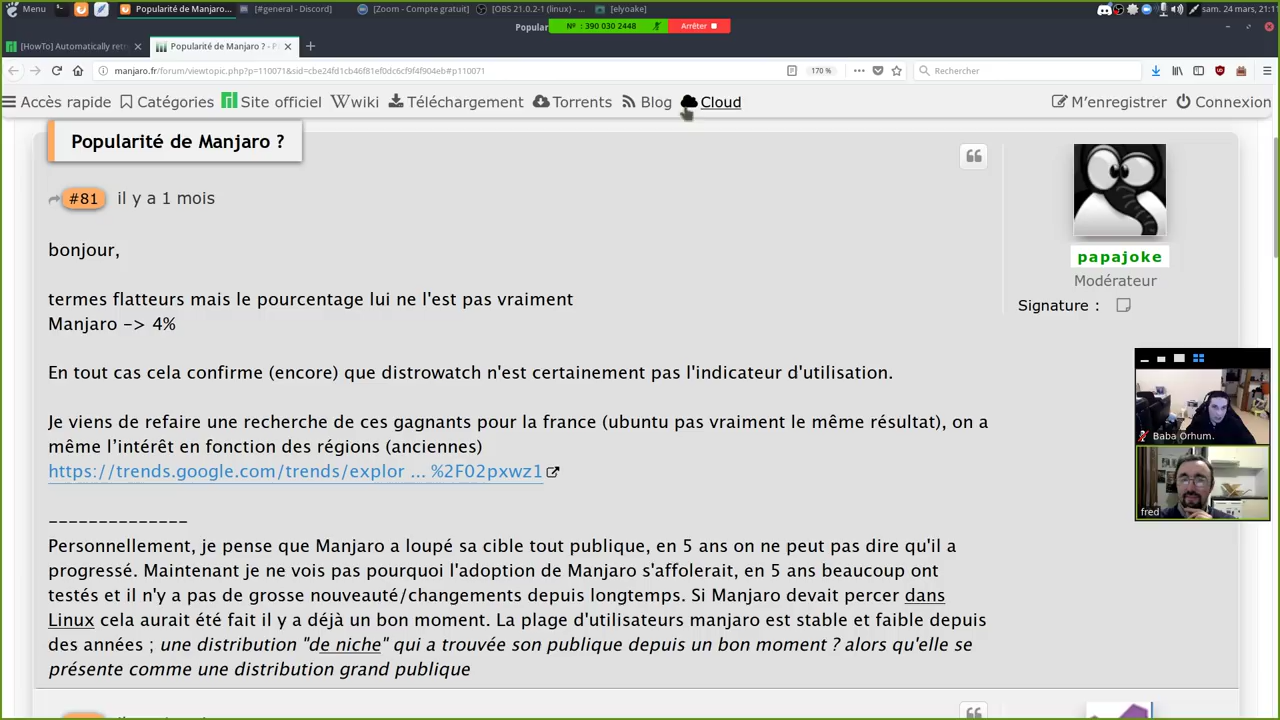 Menu
Popularité de Manjaro...
[#general - Discord]
[Zoom - Compte gratuit]
[OBS 21.0.2-1 (linux) -...
[elyoake]
sam. 24 mars, 21:1
Popular
N° : 390 030 2448
Arrêter
[HowTo] Automatically retr
Popularité de Manjaro ? - P
manjaro.fr/forum/viewtopic.php?p=110071&sid=cbe24fd1cb46f81ef0dc6cf9f4f904eb#p110071
170 %
Rechercher
Accès rapide
Catégories
Site officiel
Wiki
Téléchargement
Torrents
Blog
Cloud
M’enregistrer
Connexion
Popularité de Manjaro ?
#81 il y a 1 mois
bonjour,
termes flatteurs mais le pourcentage lui ne l'est pas vraiment
Manjaro -> 4%
En tout cas cela confirme (encore) que distrowatch n'est certainement pas l'indicateur d'utilisation.
Je viens de refaire une recherche de ces gagnants pour la france (ubuntu pas vraiment le même résultat), on a
même l’intérêt en fonction des régions (anciennes)
https://trends.google.com/trends/explor ... %2F02pxwz1
--------------
Personnellement, je pense que Manjaro a loupé sa cible tout publique, en 5 ans on ne peut pas dire qu'il a
progressé. Maintenant je ne vois pas pourquoi l'adoption de Manjaro s'affolerait, en 5 ans beaucoup ont
testés et il n'y a pas de grosse nouveauté/changements depuis longtemps. Si Manjaro devait percer dans
Linux cela aurait été fait il y a déjà un bon moment. La plage d'utilisateurs manjaro est stable et faible depuis
des années ; une distribution "de niche" qui a trouvée son publique depuis un bon moment ? alors qu'elle se
présente comme une distribution grand publique
papajoke
Modérateur
Signature :
Baba Orhum.
fred